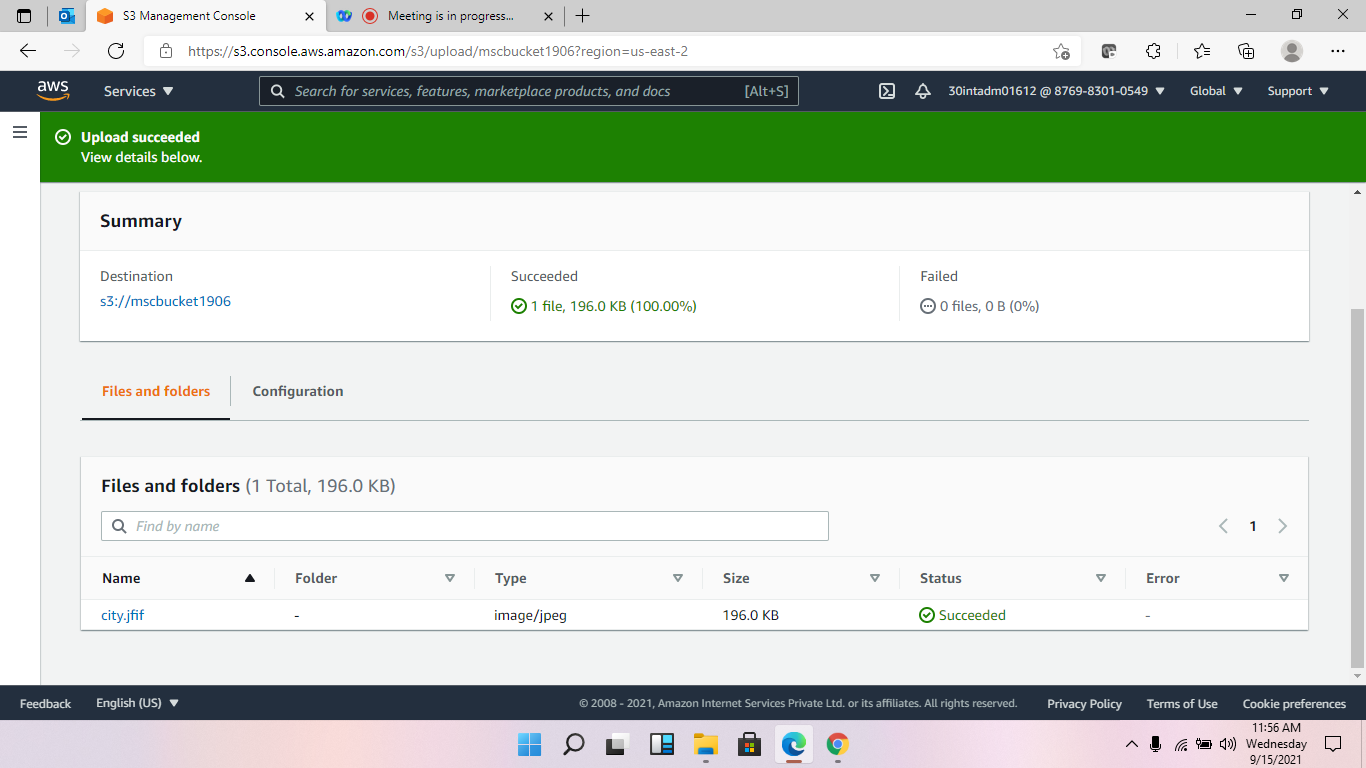 S3 Management Console
Meeting is in progress...
https://s3.console.aws.amazon.com/s3/upload/mscbucket1906?region=us-east-2
aws
Services
Search for services, features, marketplace products, and docs
[Alt+S]
30intadm01612 @ 8769-8301-0549
Global
Support
Upload succeeded
View details below.
Summary
Destination
s3://mscbucket1906
Succeeded
1 file, 196.0 KB (100.00%)
Failed
0 files, 0 B (0%)
Files and folders
Configuration
Files and folders (1 Total, 196.0 KB)
Find by name
1
Name Folder Type Size Status Error
city.jfif - image/jpeg 196.0 KB Succeeded -
Feedback
English (US)
© 2008 - 2021, Amazon Internet Services Private Ltd. or its affiliates. All rights reserved.
Privacy Policy
Terms of Use
Cookie preferences
11:56 AM
Wednesday
9/15/2021